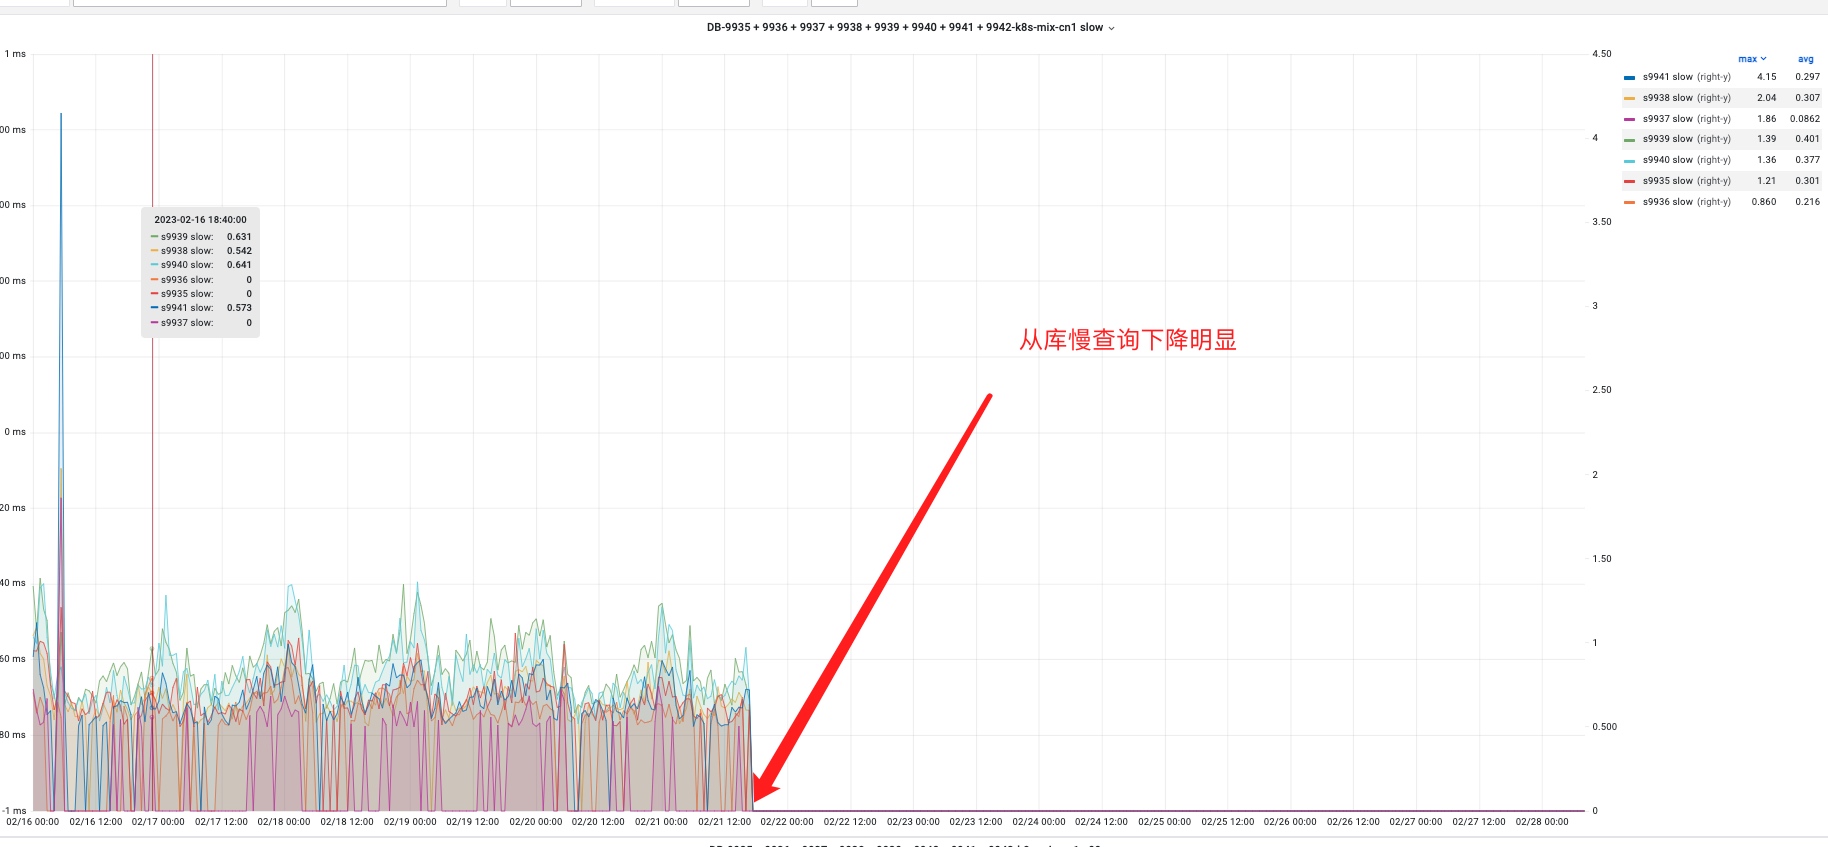 DB-9935 + 9936 + 9937 + 9938 + 9939 + 9940 + 9941 + 9942-k8s-mix-cn1 slow
1 ms
00 ms
00 ms
00 ms
00 ms
0 ms
20 ms
40 ms
60 ms
80 ms
-1 ms
4.50
4
3.50
3
2.50
2
1.50
1
0.500
0
max avg
s9941 slow (right-y) 4.15 0.297
s9938 slow (right-y) 2.04 0.307
s9937 slow (right-y) 1.86 0.0862
s9939 slow (right-y) 1.39 0.401
s9940 slow (right-y) 1.36 0.377
s9935 slow (right-y) 1.21 0.301
s9936 slow (right-y) 0.860 0.216
2023-02-16 18:40:00
s9939 slow: 0.631
s9938 slow: 0.542
s9940 slow: 0.641
s9936 slow: 0
s9935 slow: 0
s9941 slow: 0.573
s9937 slow: 0
从库慢查询下降明显
02/16 00:00 02/16 12:00 02/17 00:00 02/17 12:00 02/18 00:00 02/18 12:00 02/19 00:00 02/19 12:00 02/20 00:00 02/20 12:00 02/21 00:00 02/21 12:00 02/22 00:00 02/22 12:00 02/23 00:00 02/23 12:00 02/24 00:00 02/24 12:00 02/25 00:00 02/25 12:00 02/26 00:00 02/26 12:00 02/27 00:00 02/27 12:00 02/28 00:00